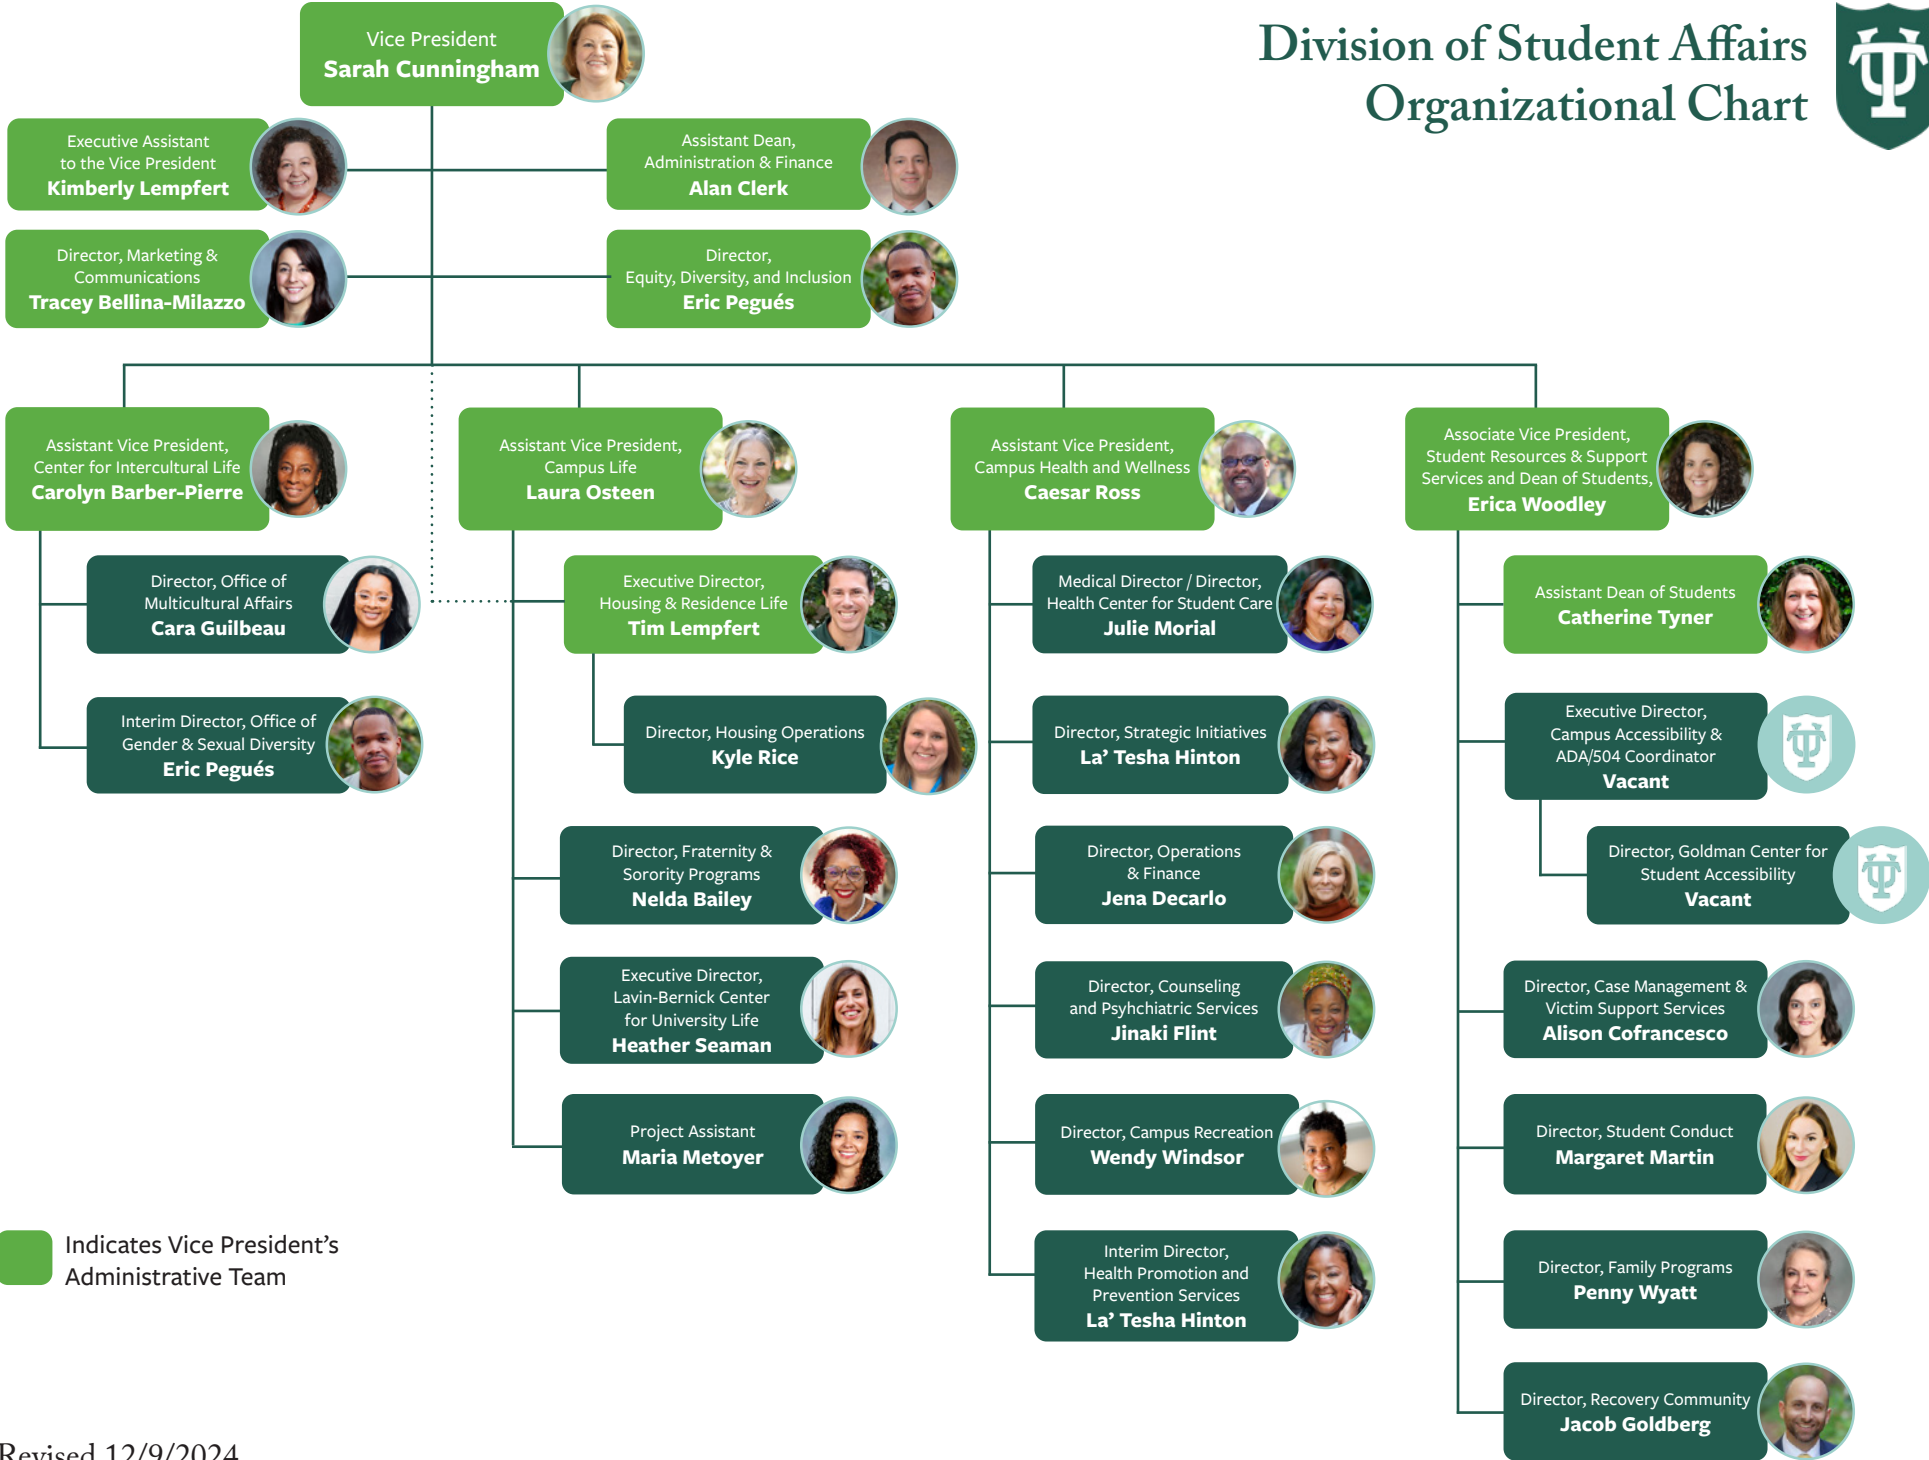 Division of Student Affairs
Organizational Chart
Vice President
Sarah Cunningham
Executive Assistant
to the Vice President
Kimberly Lempfert
Assistant Dean,
Administration & Finance
Alan Clerk
Director, Marketing &
Communications
Tracey Bellina-Milazzo
Director,
Equity, Diversity, and Inclusion
Eric Pegués
Assistant Vice President,
Center for Intercultural Life
Carolyn Barber-Pierre
Director, Office of
Multicultural Affairs
Cara Guilbeau
Interim Director, Office of
Gender & Sexual Diversity
Eric Pegués
Assistant Vice President,
Campus Life
Laura Osteen
Executive Director,
Housing & Residence Life
Tim Lempfert
Director, Housing Operations
Kyle Rice
Director, Fraternity &
Sorority Programs
Nelda Bailey
Executive Director,
Lavin-Bernick Center
for University Life
Heather Seaman
Project Assistant
Maria Metoyer
Assistant Vice President,
Campus Health and Wellness
Caesar Ross
Medical Director / Director,
Health Center for Student Care
Julie Morial
Director, Strategic Initiatives
La’ Tesha Hinton
Director, Operations
& Finance
Jena Decarlo
Director, Counseling
and Psyhchiatric Services
Jinaki Flint
Director, Campus Recreation
Wendy Windsor
Interim Director,
Health Promotion and
Prevention Services
La’ Tesha Hinton
Associate Vice President,
Student Resources & Support
Services and Dean of Students,
Erica Woodley
Assistant Dean of Students
Catherine Tyner
Executive Director,
Campus Accessibility &
ADA/504 Coordinator
Vacant
Director, Goldman Center for
Student Accessibility
Vacant
Director, Case Management &
Victim Support Services
Alison Cofrancesco
Director, Student Conduct
Margaret Martin
Director, Family Programs
Penny Wyatt
Director, Recovery Community
Jacob Goldberg
Indicates Vice President’s
Administrative Team
Revised 12/9/2024